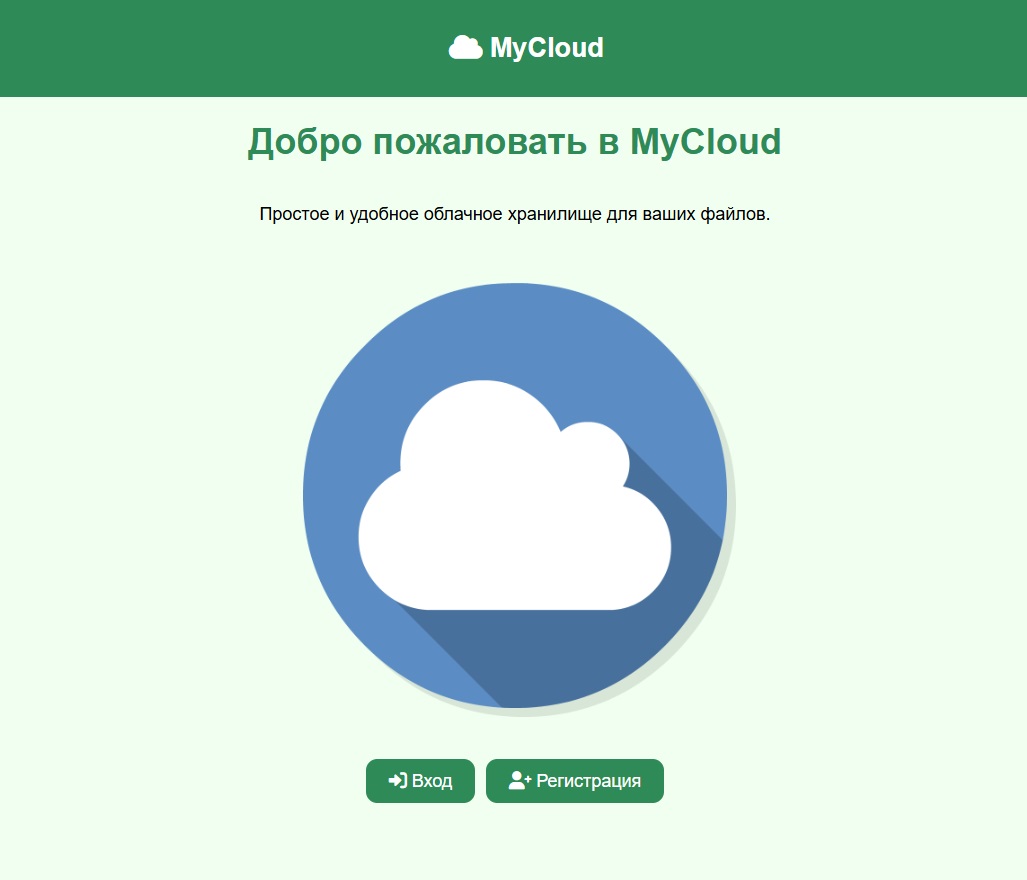 MyCloud
Добро пожаловать в MyCloud
Простое и удобное облачное хранилище для ваших файлов.
Вход
Регистрация